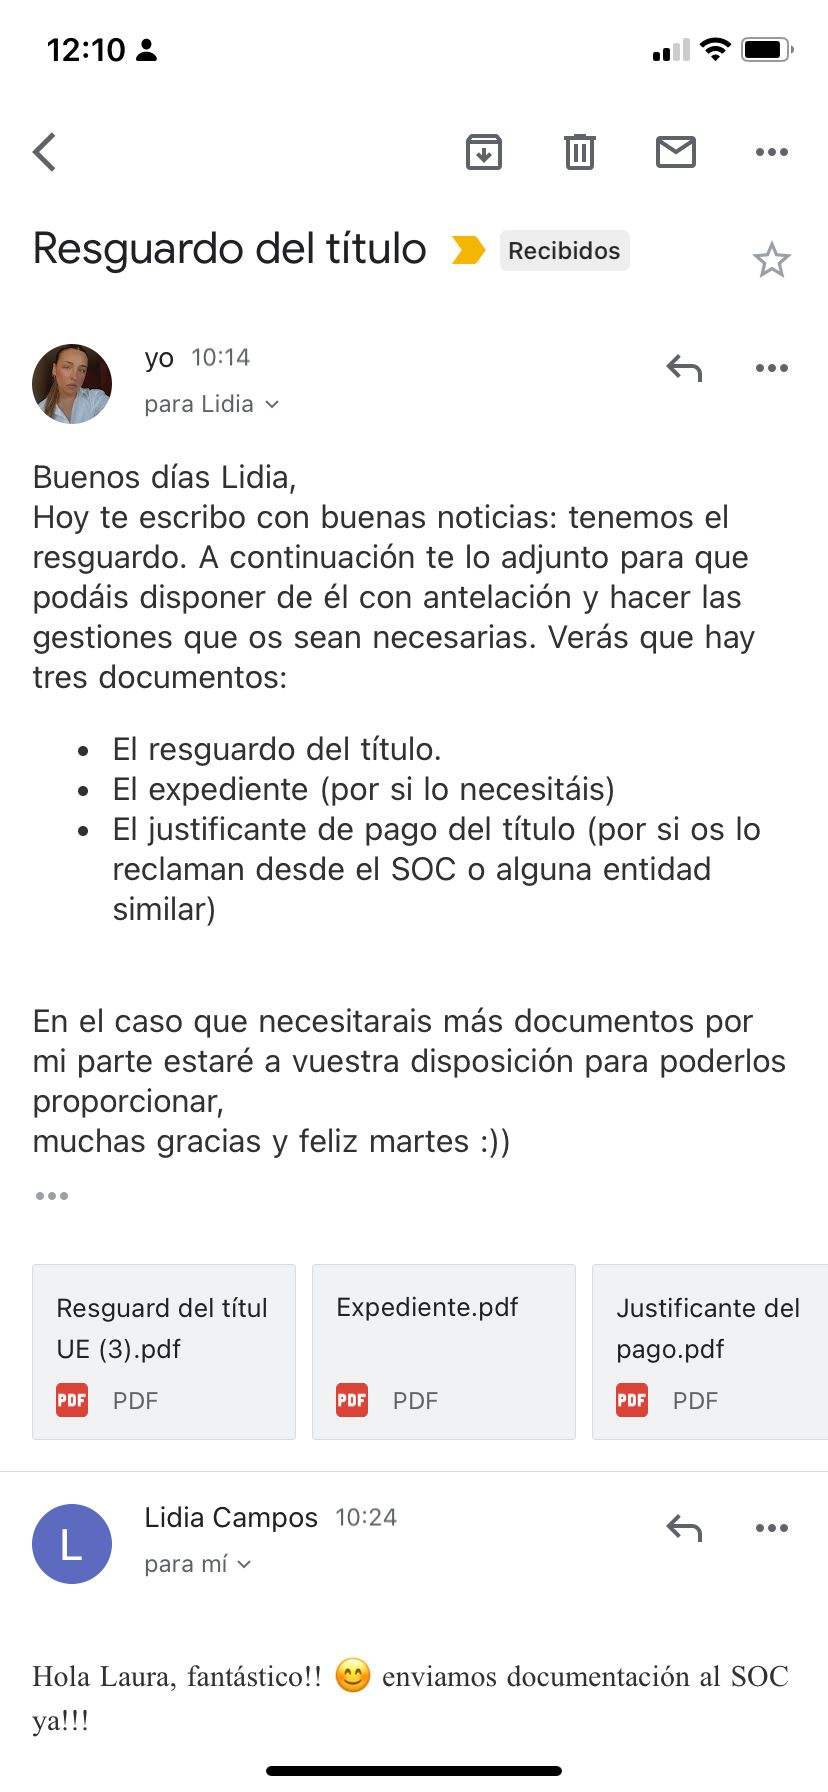 12:10
Resguardo del título Recibidos
yo 10:14
para Lidia
Buenos días Lidia,
Hoy te escribo con buenas noticias: tenemos el
resguardo. A continuación te lo adjunto para que
podáis disponer de él con antelación y hacer las
gestiones que os sean necesarias. Verás que hay
tres documentos:
• El resguardo del título.
• El expediente (por si lo necesitáis)
• El justificante de pago del título (por si os lo
reclaman desde el SOC o alguna entidad
similar)
En el caso que necesitarais más documentos por
mi parte estaré a vuestra disposición para poderlos
proporcionar,
muchas gracias y feliz martes :))
Resguard del títul
UE (3).pdf
PDF PDF
Expediente.pdf
PDF PDF
Justificante del
pago.pdf
PDF PDF
L
Lidia Campos 10:24
para mí
Hola Laura, fantástico!! 😊 enviamos documentación al SOC
ya!!!